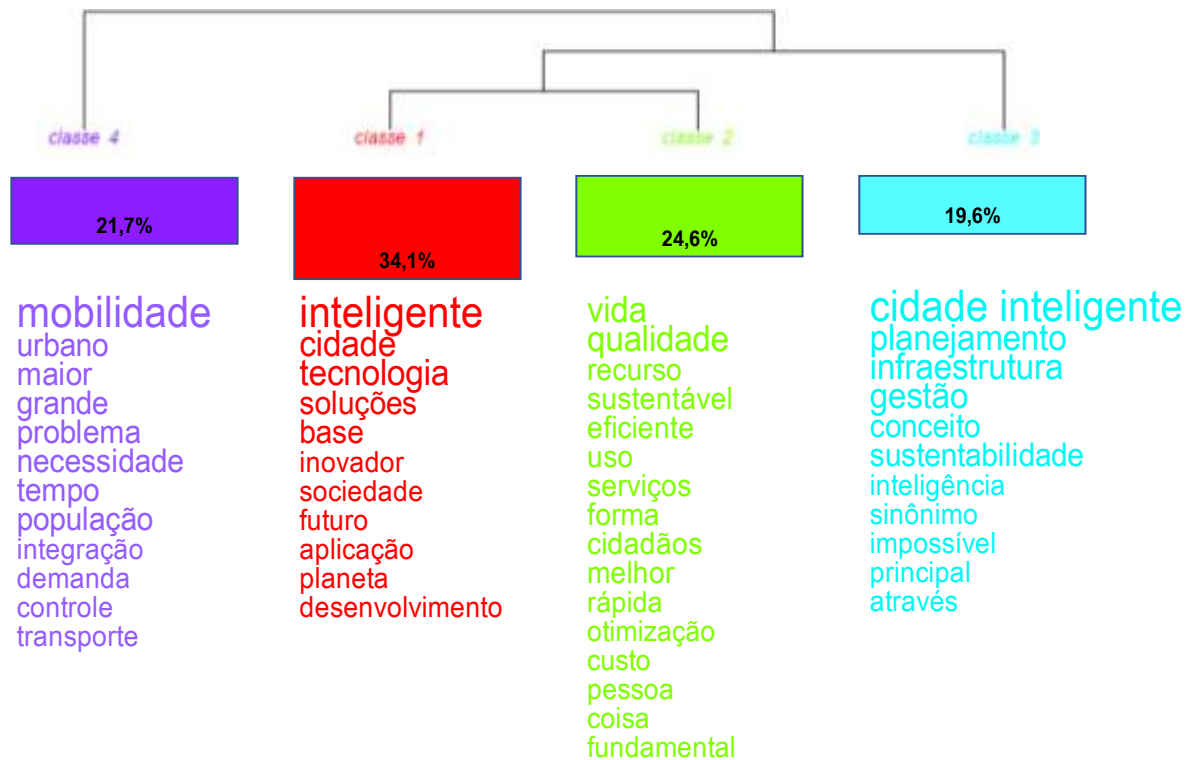 classe 4
classe 1
classe 2
classe 3
21,7%
34,1%
24,6%
19,6%
mobilidade
urbano
maior
grande
problema
necessidade
tempo
população
integração
demanda
controle
transporte
inteligente
cidade
tecnologia
soluções
base
inovador
sociedade
futuro
aplicação
planeta
desenvolvimento
vida
qualidade
recurso
sustentável
eficiente
uso
serviços
forma
cidadãos
melhor
rápida
otimização
custo
pessoa
coisa
fundamental
cidade inteligente
planejamento
infraestrutura
gestão
conceito
sustentabilidade
inteligência
sinônimo
impossível
principal
através